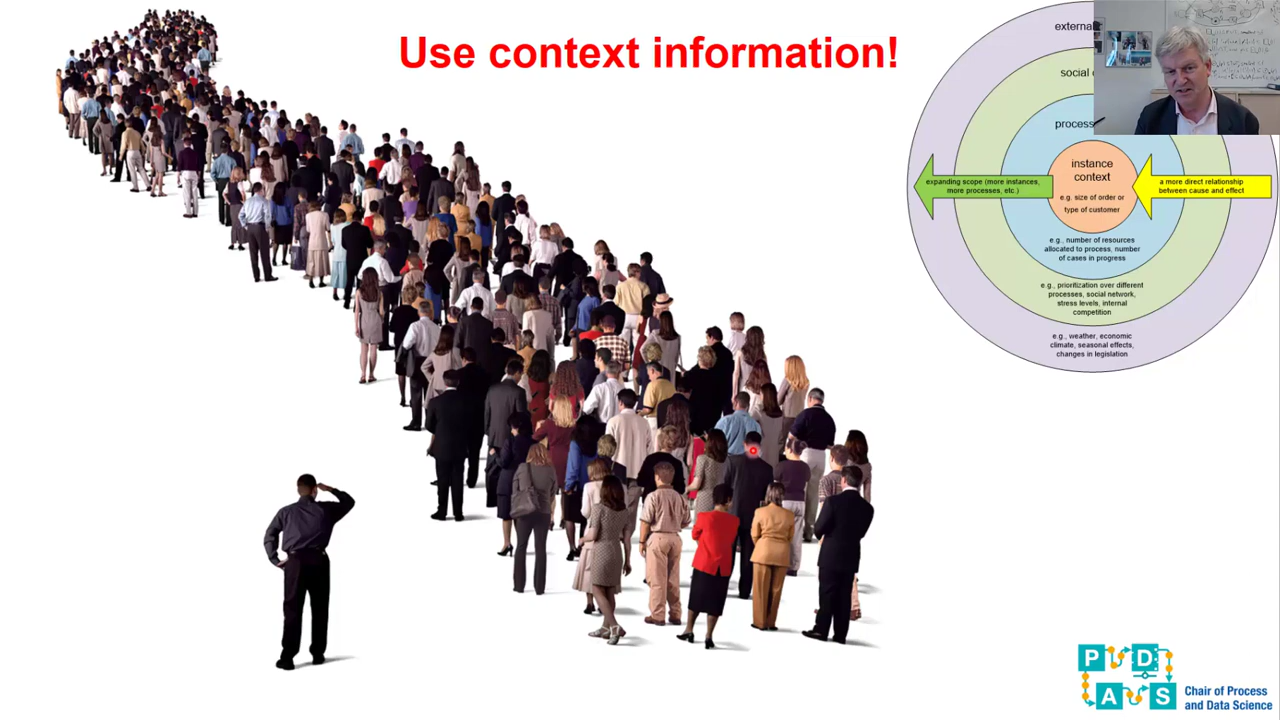 Use context information!
social
process
instance
context
e.g. size of order or
type of customer
expanding scope (more instances,
more processes, etc.)
a more direct relationship
between cause and effect
e.g., number of resources
allocated to process, number
of cases in progress
e.g., prioritization over different
processes, social network,
stress levels, internal
competition
e.g., weather, economic
climate, seasonal effects,
changes in legislation
P D
A S
Chair of Process
and Data Science